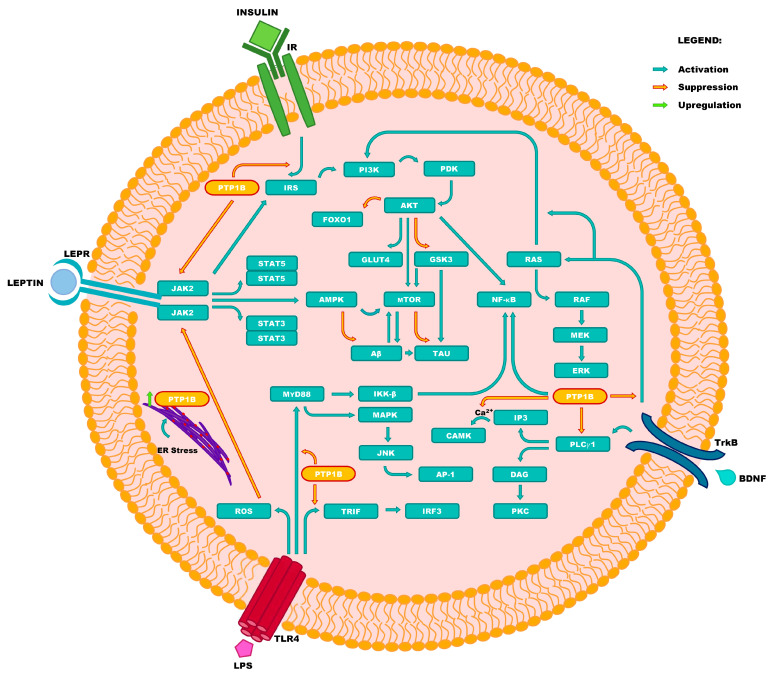 INSULIN
IR
LEGEND:
Activation
Suppression
Upregulation
PTP1B
IRS
PI3K
PDK
AKT
FOXO1
GLUT4
GSK3
RAS
LEPR
LEPTIN
JAK2
JAK2
STAT5
STAT5
STAT3
STAT3
AMPK
mTOR
NF-κB
RAF
MEK
ERK
Aβ
TAU
PTP1B
ER Stress
MYD88
IKK-β
MAPK
JNK
AP-1
PTP1B
Ca²⁺
IP3
CAMK
PLCγ1
DAG
PKC
TrkB
BDNF
PTP1B
ROS
TRIF
IRF3
TLR4
LPS